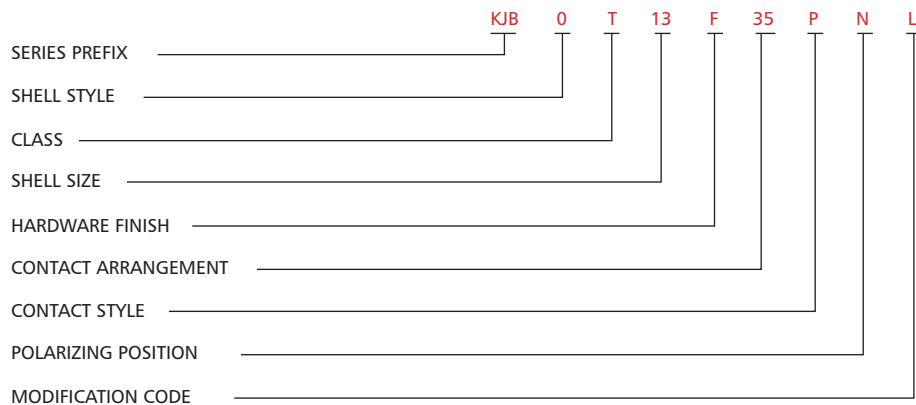 KJB 0 T 13 F 35 P N L
SERIES PREFIX
SHELL STYLE
CLASS
SHELL SIZE
HARDWARE FINISH
CONTACT ARRANGEMENT
CONTACT STYLE
POLARIZING POSITION
MODIFICATION CODE